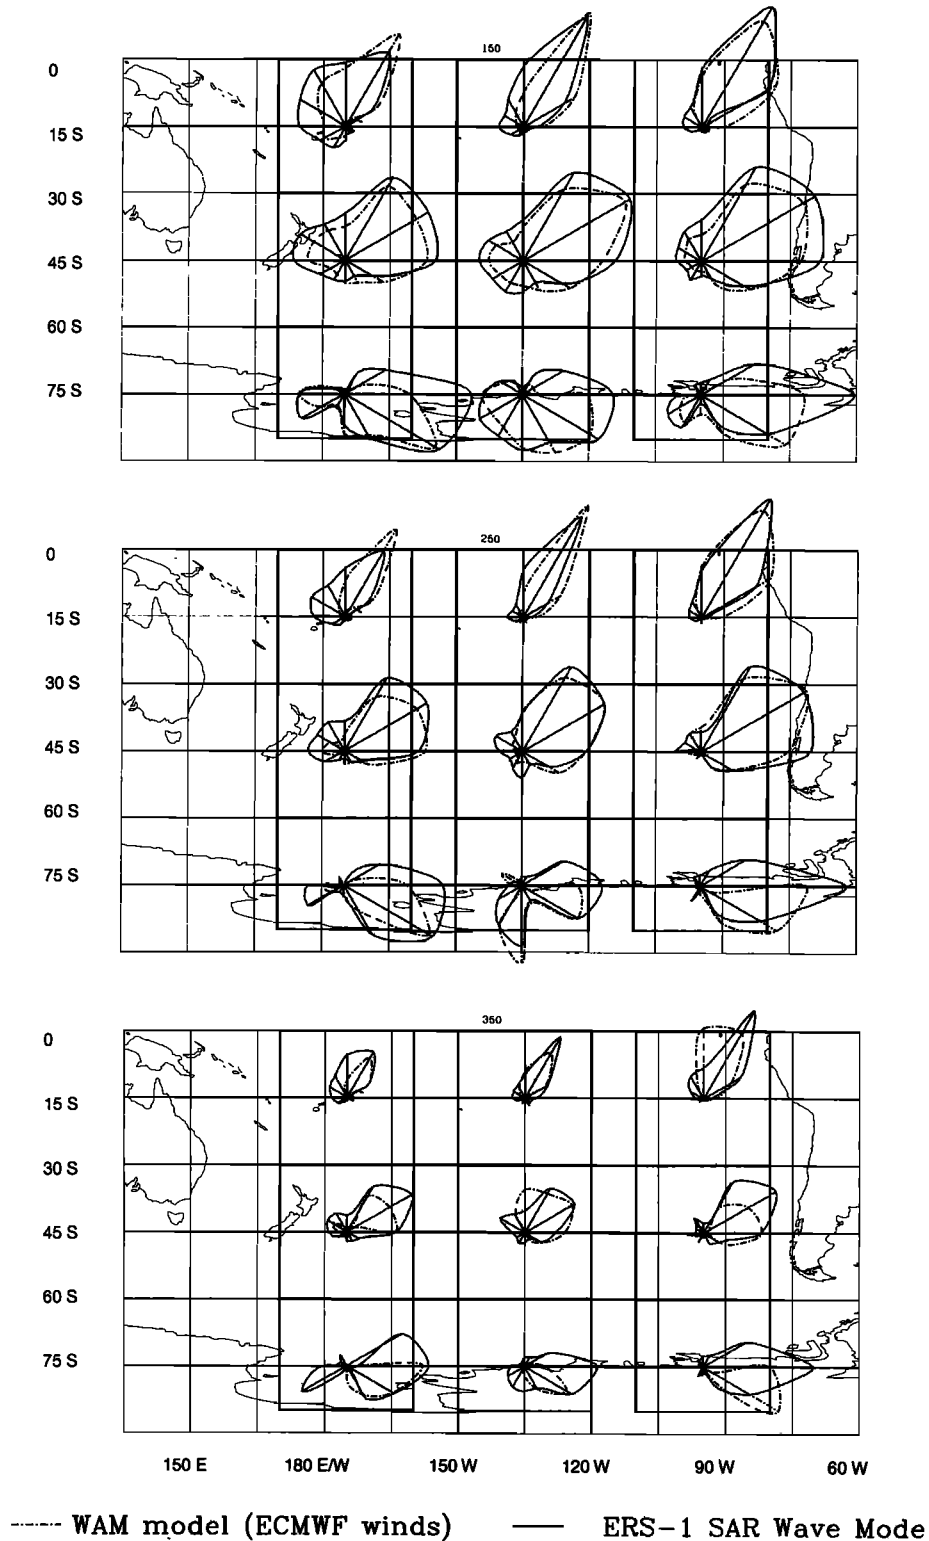 150
0
15 S
30 S
45 S
60 S
75 S
250
0
15 S
30 S
45 S
60 S
75 S
350
0
15 S
30 S
45 S
60 S
75 S
150 E 180 E/W 150 W 120 W 90 W 60 W
WAM model (ECMWF winds) ERS-1 SAR Wave Mode